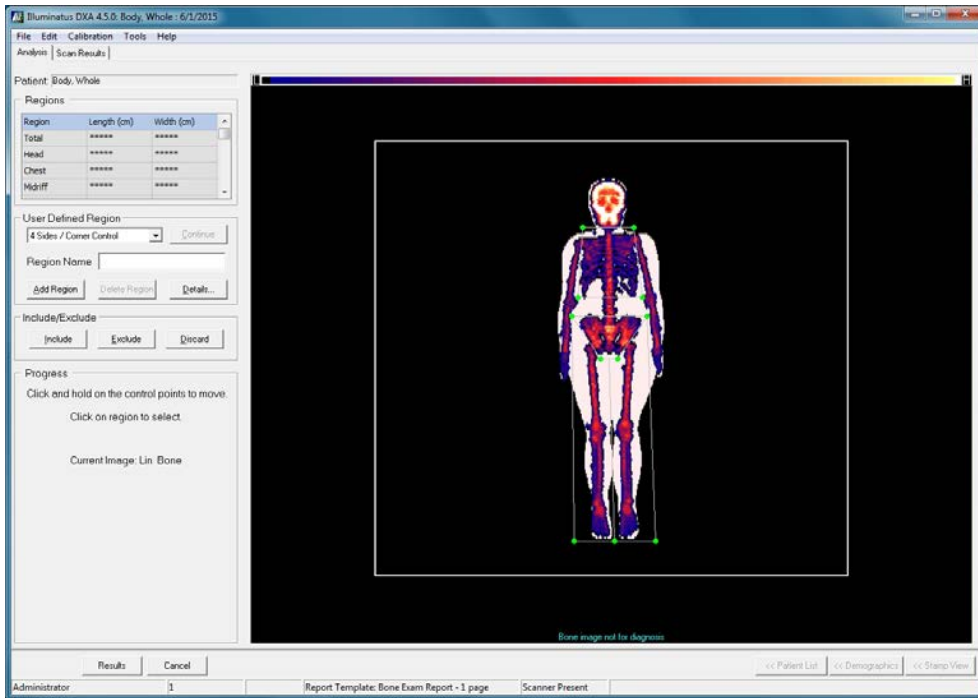 Illuminatus DXA 4.5.0: Body, Whole : 6/1/2015
File Edit Calibration Tools Help
Analysis Scan Results
Patient: Body, Whole
L H
Regions
Region Length (cm) Width (cm)
Total ***** *****
Head ***** *****
Chest ***** *****
Midriff ***** *****
User Defined Region
4 Sides / Corner Control Continue
Region Name
Add Region Delete Region Details...
Include/Exclude
Include Exclude Discard
Progress
Click and hold on the control points to move.
Click on region to select.
Current Image: Lin Bone
Bone image not for diagnosis
Results Cancel << Patient List << Demographics << Stamp View
Administrator 1 Report Template: Bone Exam Report - 1 page Scanner Present